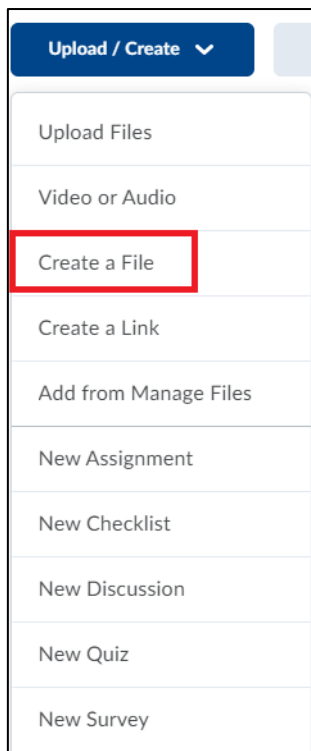 Upload / Create
Upload Files
Video or Audio
Create a File
Create a Link
Add from Manage Files
New Assignment
New Checklist
New Discussion
New Quiz
New Survey